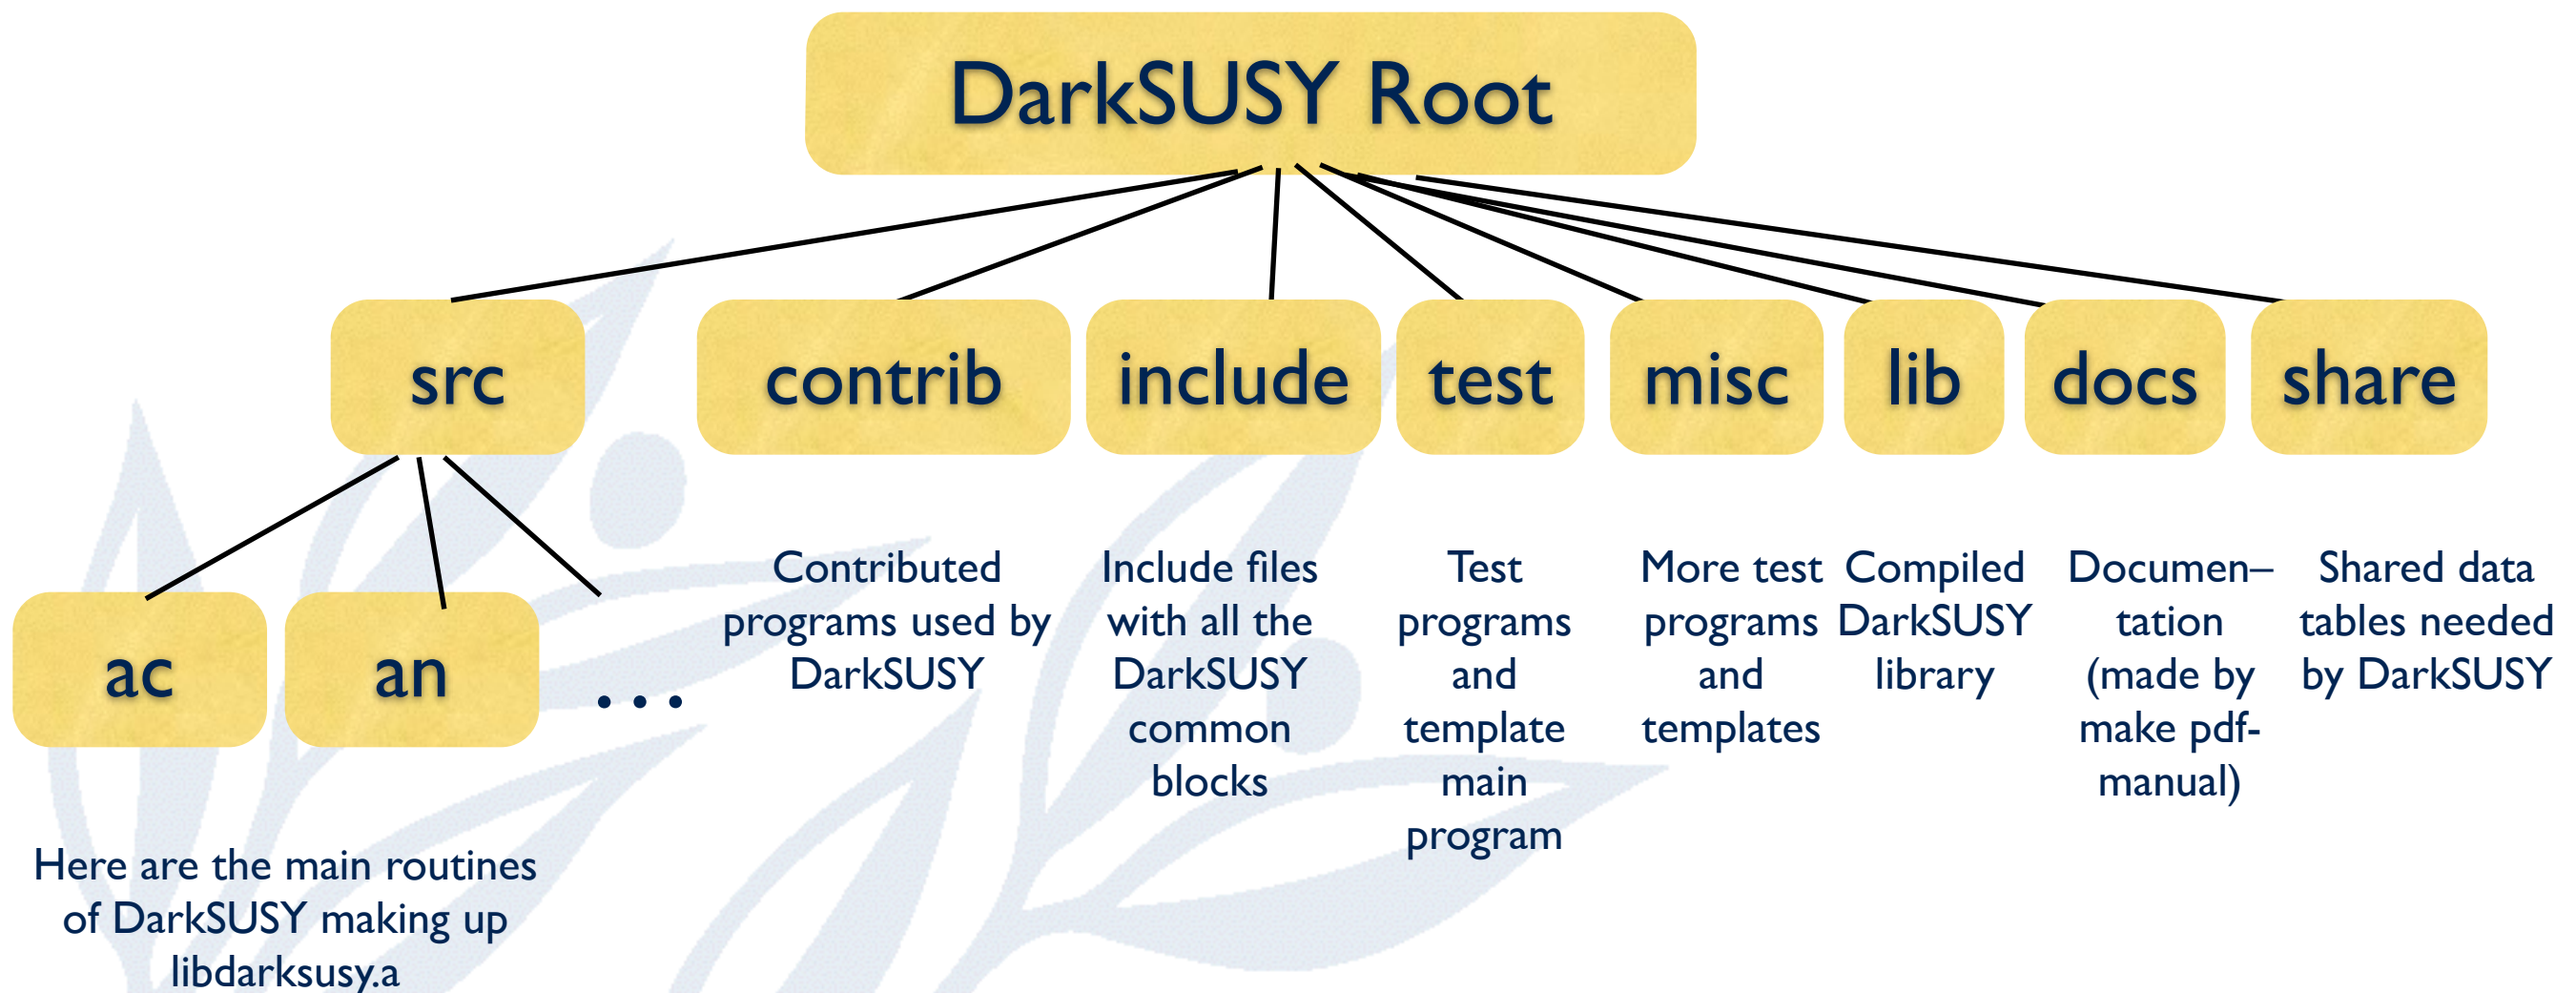 DarkSUSY Root
src
contrib
include
test
misc
lib
docs
share
ac
an
...
Here are the main routines
of DarkSUSY making up
libdarksusy.a
Contributed
programs used by
DarkSUSY
Include files
with all the
DarkSUSY
common
blocks
Test
programs
and
template
main
program
More test
programs
and
templates
Compiled
DarkSUSY
library
Documen–
tation
(made by
make pdf-
manual)
Shared data
tables needed
by DarkSUSY